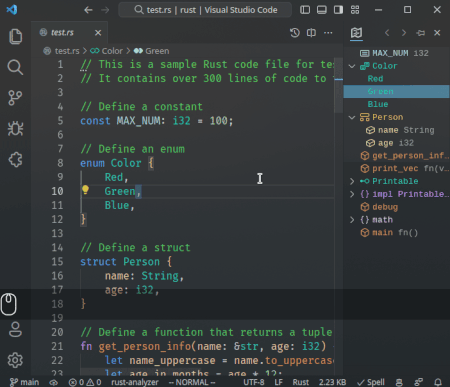 test.rs | rust | Visual Studio Code
test.rs
test.rs > Color > Green
1 // This is a sample Rust code file for te
2 // It contains over 300 lines of code to
3
4 // Define a constant
5 const MAX_NUM: i32 = 100;
6
7 // Define an enum
8 enum Color {
9 Red,
10 Green,
11 Blue,
12 }
13
14 // Define a struct
15 struct Person {
16 name: String,
17 age: i32,
18 }
19
20 // Define a function that returns a tuple
21 fn get_person_info(name: &str, age: i32)
22 let name_uppercase = name.to_uppercas
23 let age_in_months = age * 12;
MAX_NUM i32
Color
Red
Green
Blue
Person
name String
age i32
get_person_inf...
print_vec fn(v...
Printable
impl Printable...
debug
math
main fn()
main
0 0
rust-analyzer
-- NORMAL --
UTF-8
LF
Rust
2.23 KB
Spell